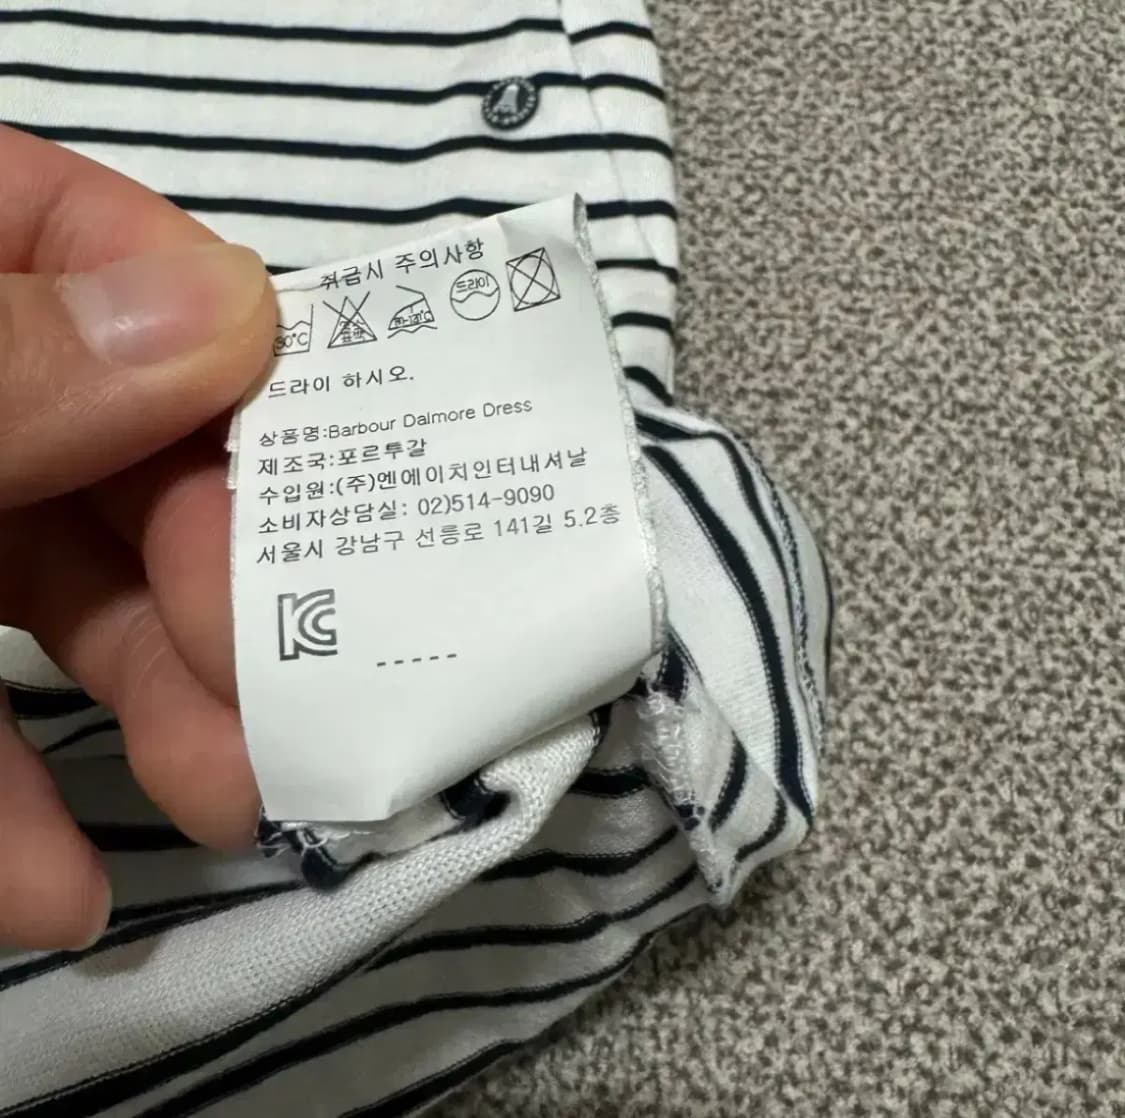 취급시 주의사항
30°C 드라이
드라이 하시오.
상품명:Barbour Dalmore Dress
제조국:포르투갈
수입원:(주)엔에이치인터내셔날
소비자상담실: 02)514-9090
서울시 강남구 선릉로 141길 5.2층
KC
-----